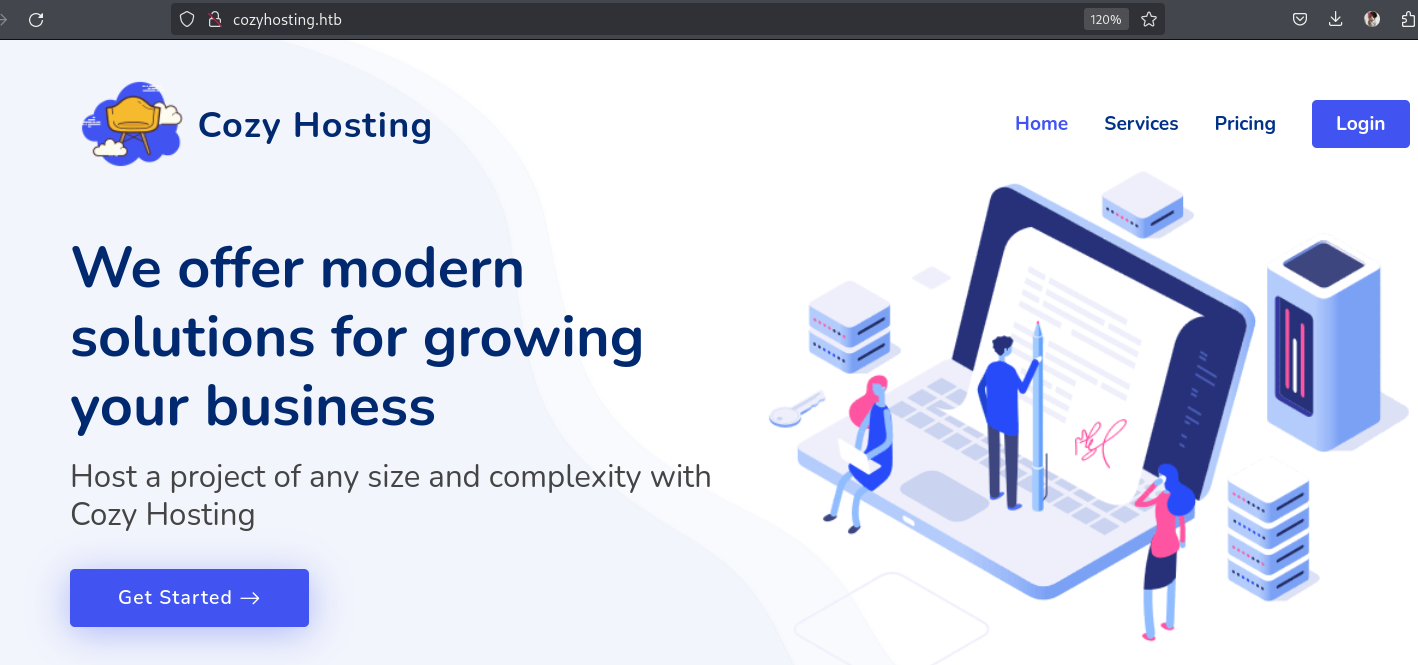 cozyhosting.htb
120%
Cozy Hosting
Home Services Pricing Login
We offer modern
solutions for growing
your business
Host a project of any size and complexity with
Cozy Hosting
Get Started →